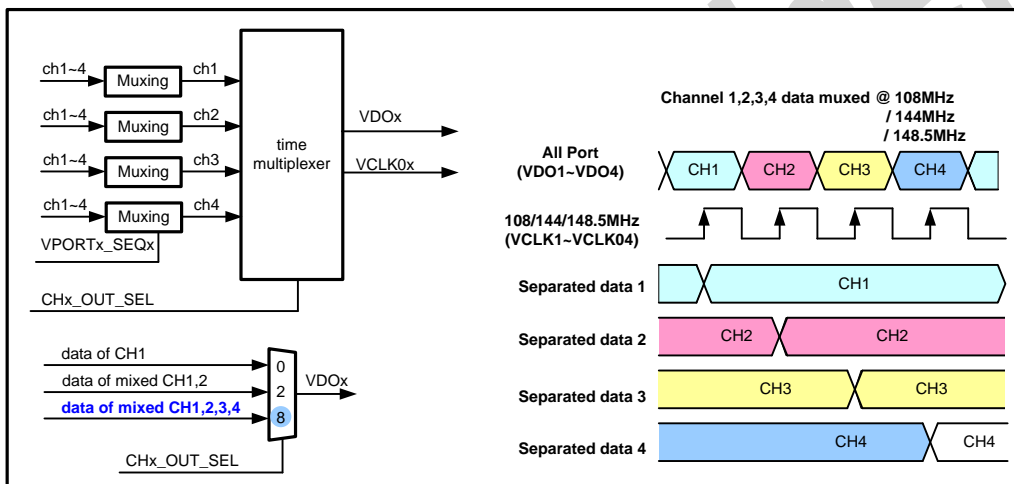 ch1~4
Muxing
ch1
ch1~4
Muxing
ch2
ch1~4
Muxing
ch3
ch1~4
Muxing
ch4
VPORTx_SEQx
CHx_OUT_SEL
time
multiplexer
VDOx
VCLK0x
data of CH1
0
data of mixed CH1,2
2
data of mixed CH1,2,3,4
8
VDOx
CHx_OUT_SEL
Channel 1,2,3,4 data muxed @ 108MHz
/ 144MHz
/ 148.5MHz
All Port
(VDO1~VDO4)
CH1
CH2
CH3
CH4
108/144/148.5MHz
(VCLK1~VCLK04)
Separated data 1
CH1
Separated data 2
CH2
CH2
Separated data 3
CH3
CH3
Separated data 4
CH4
CH4